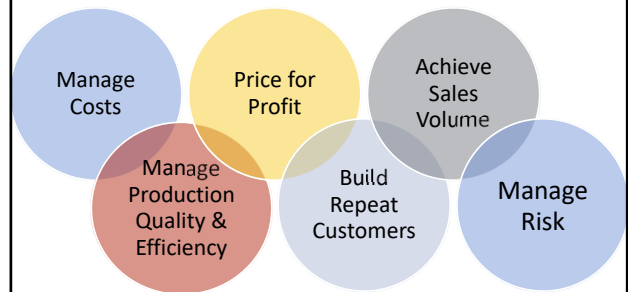 Manage
Costs
Price for
Profit
Achieve
Sales
Volume
Manage
Production
Quality &
Efficiency
Build
Repeat
Customers
Manage
Risk